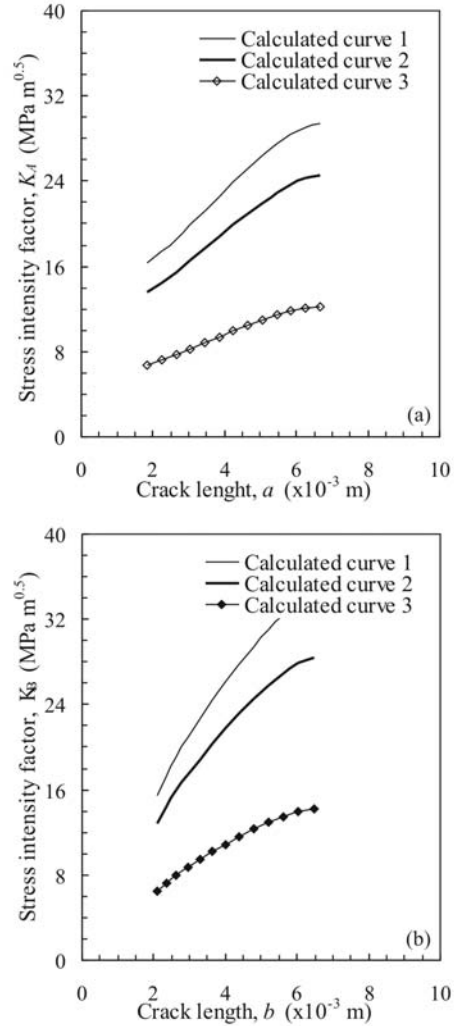 40
32
24
16
8
0
Stress intensity factor, K_A (MPa m^0.5)
Calculated curve 1
Calculated curve 2
Calculated curve 3
(a)
0 2 4 6 8 10
Crack lenght, a (x10^-3 m)
40
32
24
16
8
0
Stress intensity factor, K_B (MPa m^0.5)
Calculated curve 1
Calculated curve 2
Calculated curve 3
(b)
0 2 4 6 8 10
Crack length, b (x10^-3 m)